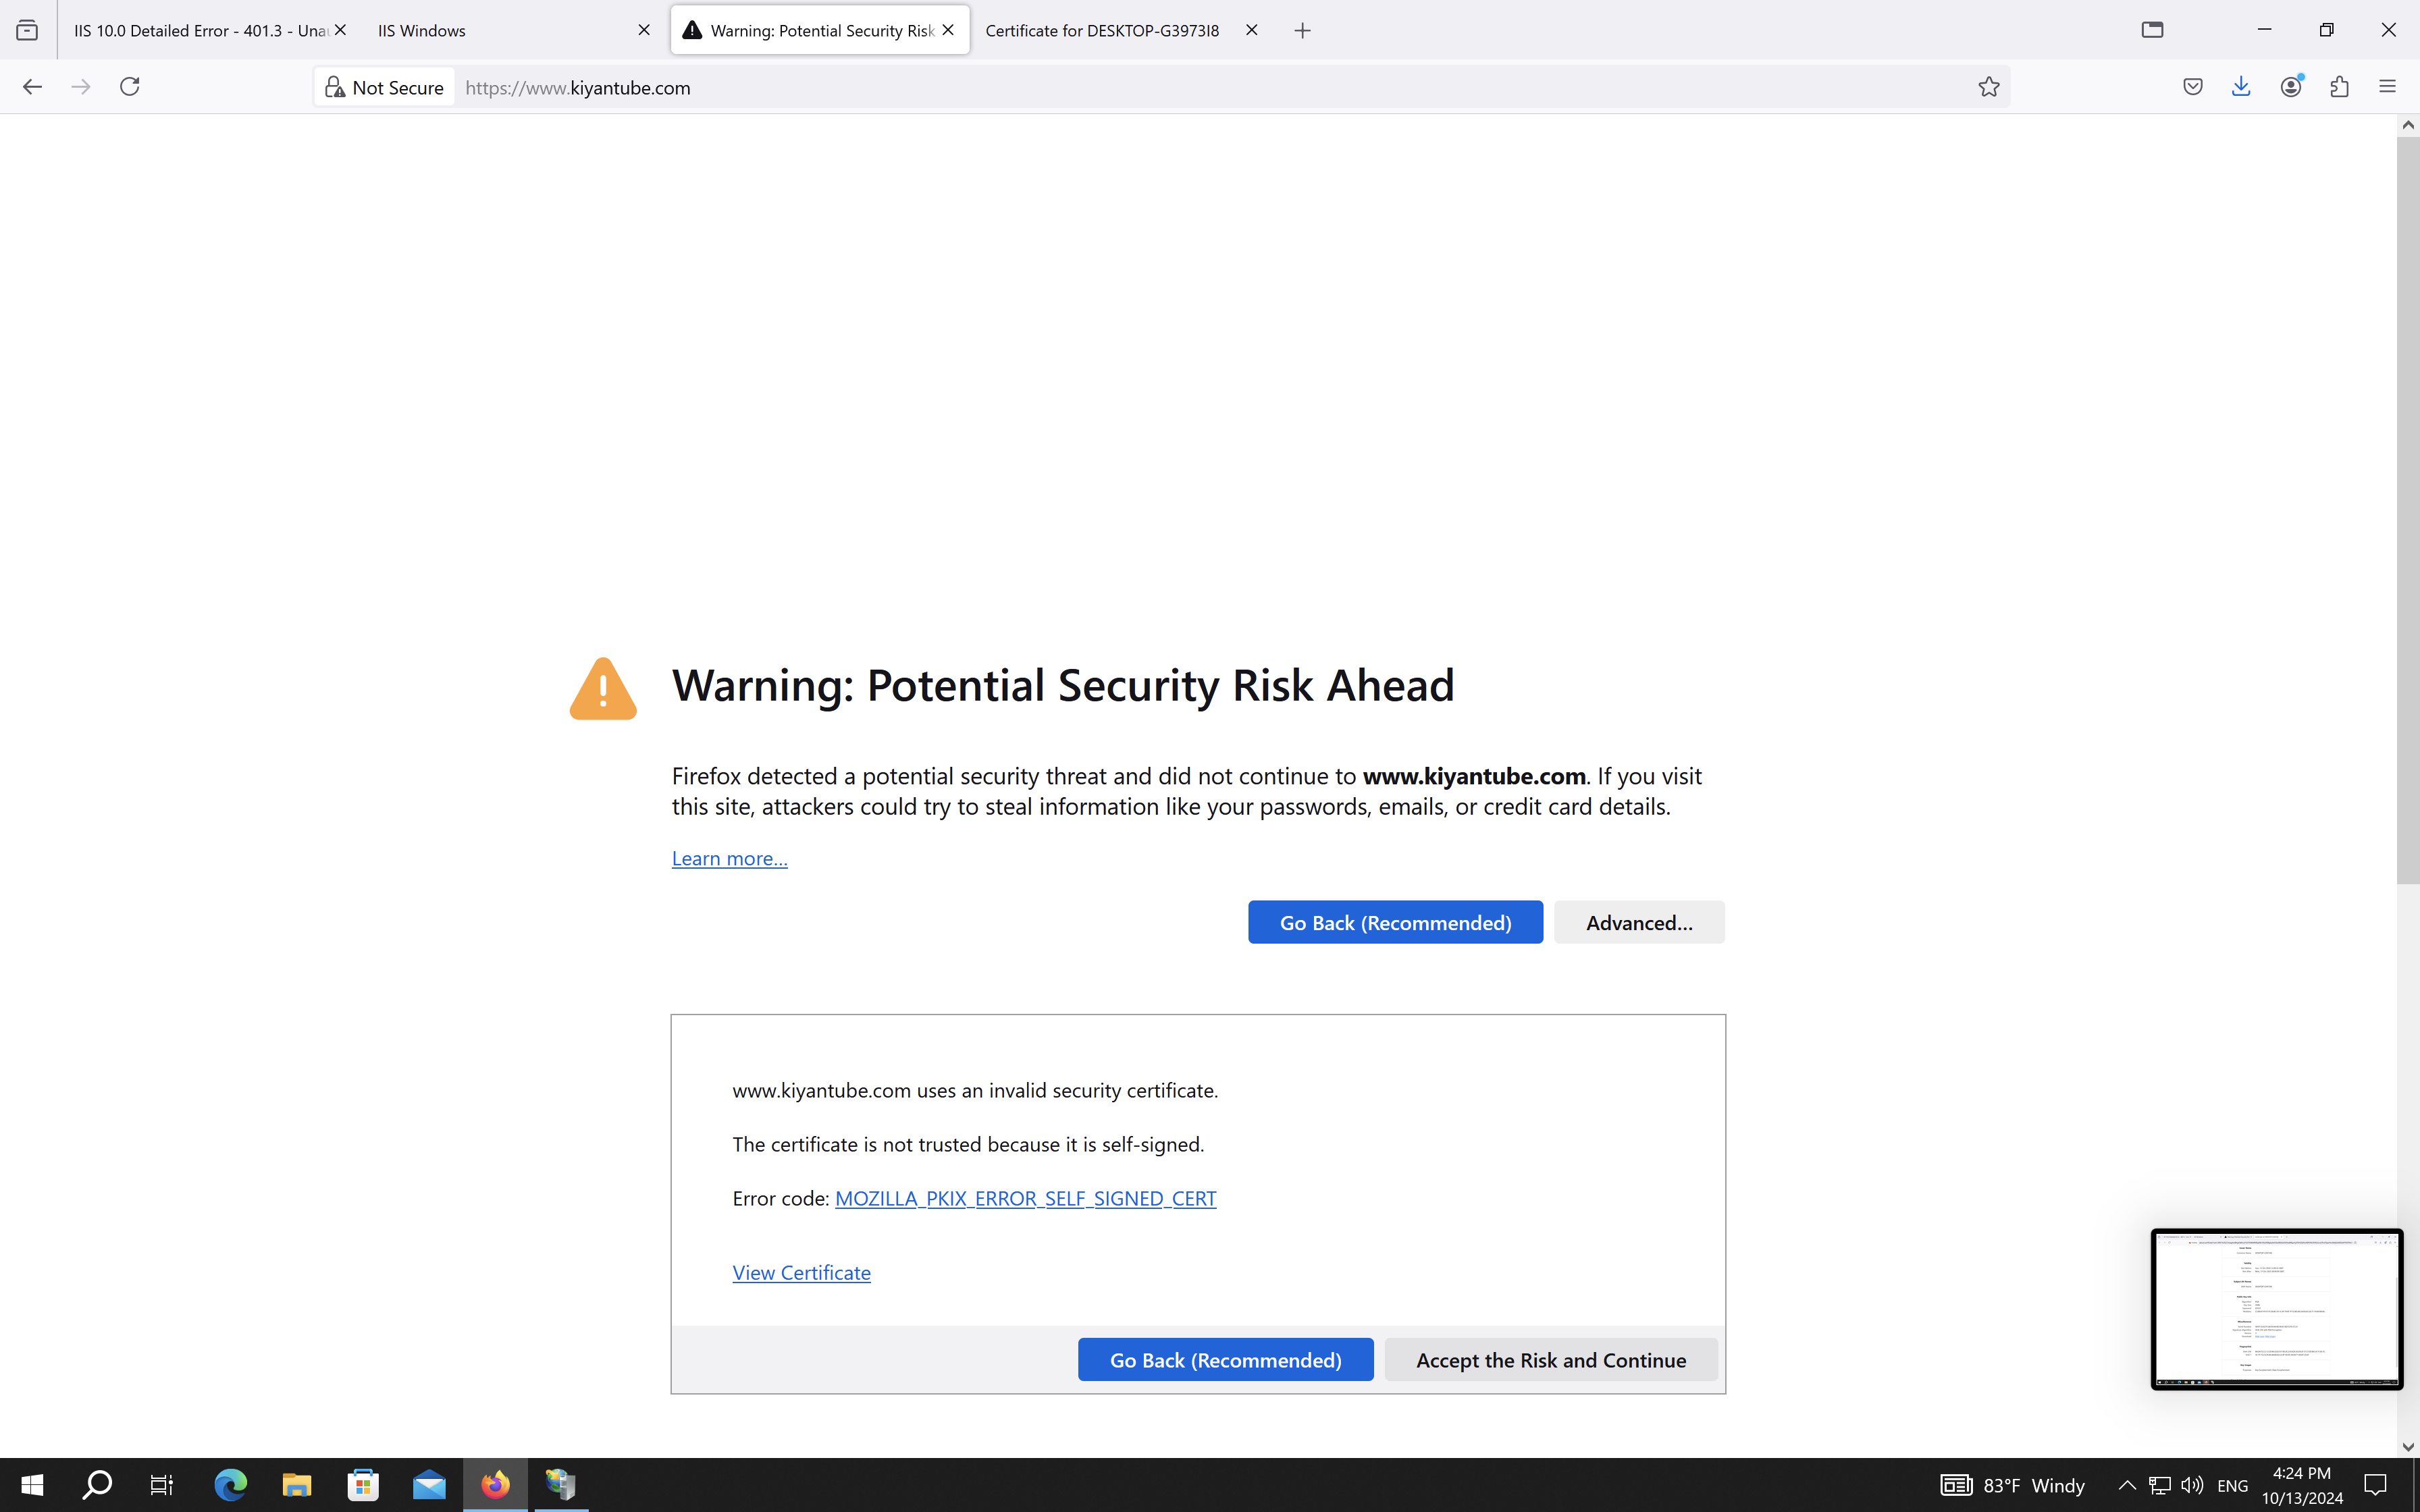 IIS 10.0 Detailed Error - 401.3 - Una
IIS Windows
Warning: Potential Security Risk
Certificate for DESKTOP-G3973I8
Not Secure
https://www.kiyantube.com
Warning: Potential Security Risk Ahead
Firefox detected a potential security threat and did not continue to www.kiyantube.com. If you visit
this site, attackers could try to steal information like your passwords, emails, or credit card details.
Learn more…
Go Back (Recommended)
Advanced…
www.kiyantube.com uses an invalid security certificate.
The certificate is not trusted because it is self-signed.
Error code: MOZILLA_PKIX_ERROR_SELF_SIGNED_CERT
View Certificate
Go Back (Recommended)
Accept the Risk and Continue
83°F Windy
ENG
4:24 PM
10/13/2024